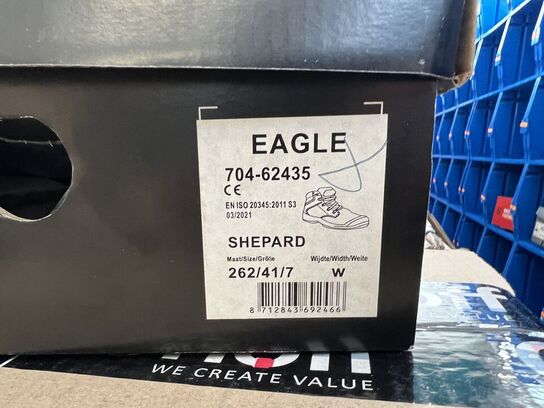 EAGLE
704-62435
CE
EN ISO 20345:2011 S3
03/2021
SHEPARD
Maat/Size/Größe Wijdte/Width/Weite
262/41/7 W
8 712843 692466
WE CREATE VALUE